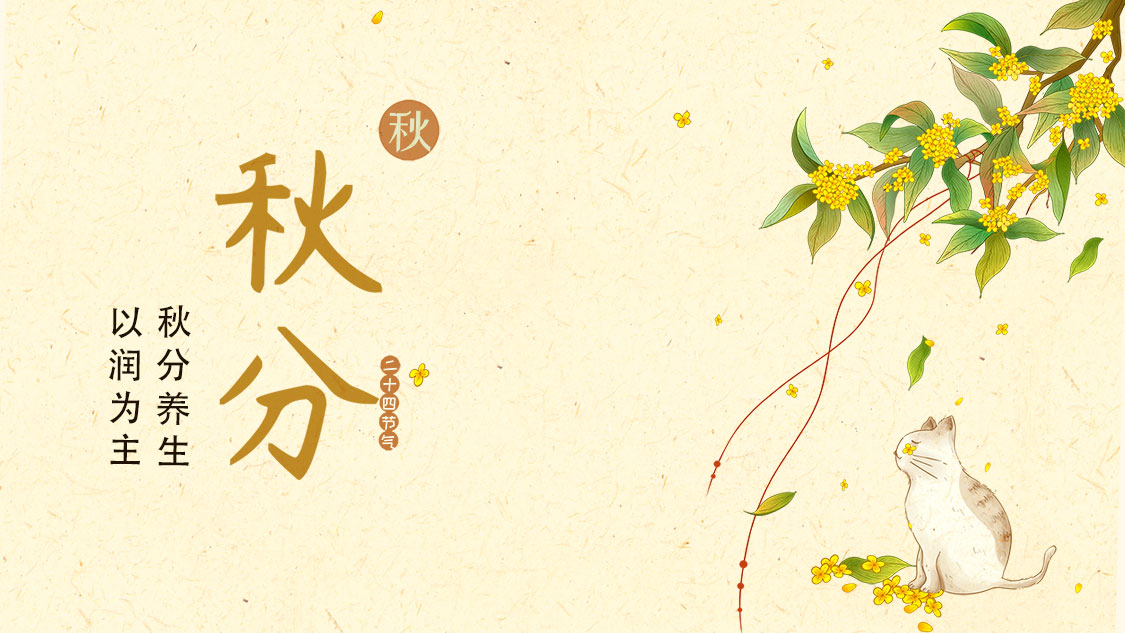 秋
秋分
二十四节气
秋分养生
以润为主